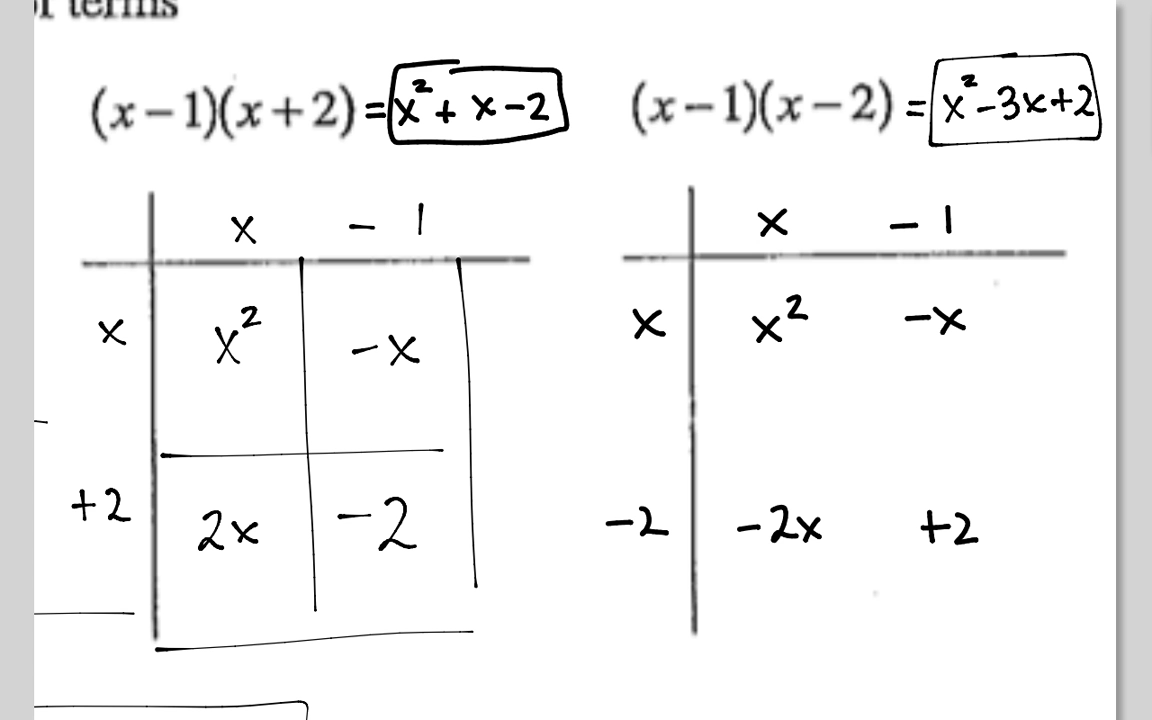 terms
(x − 1)(x + 2) = x² + x − 2
(x − 1)(x − 2) = x² − 3x + 2
x − 1
x x² −x
+2 2x −2
x − 1
x x² −x
−2 −2x +2